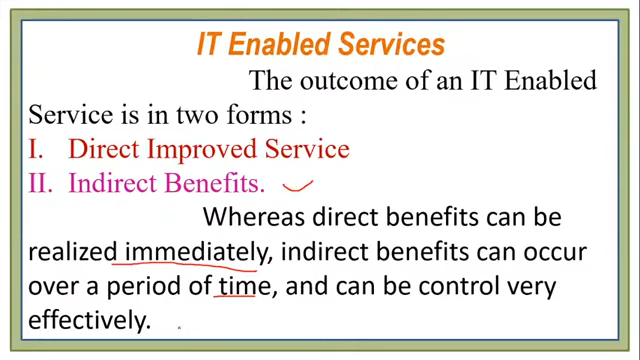 IT Enabled Services
The outcome of an IT Enabled
Service is in two forms :
I. Direct Improved Service
II. Indirect Benefits.
Whereas direct benefits can be
realized immediately, indirect benefits can occur
over a period of time, and can be control very
effectively.